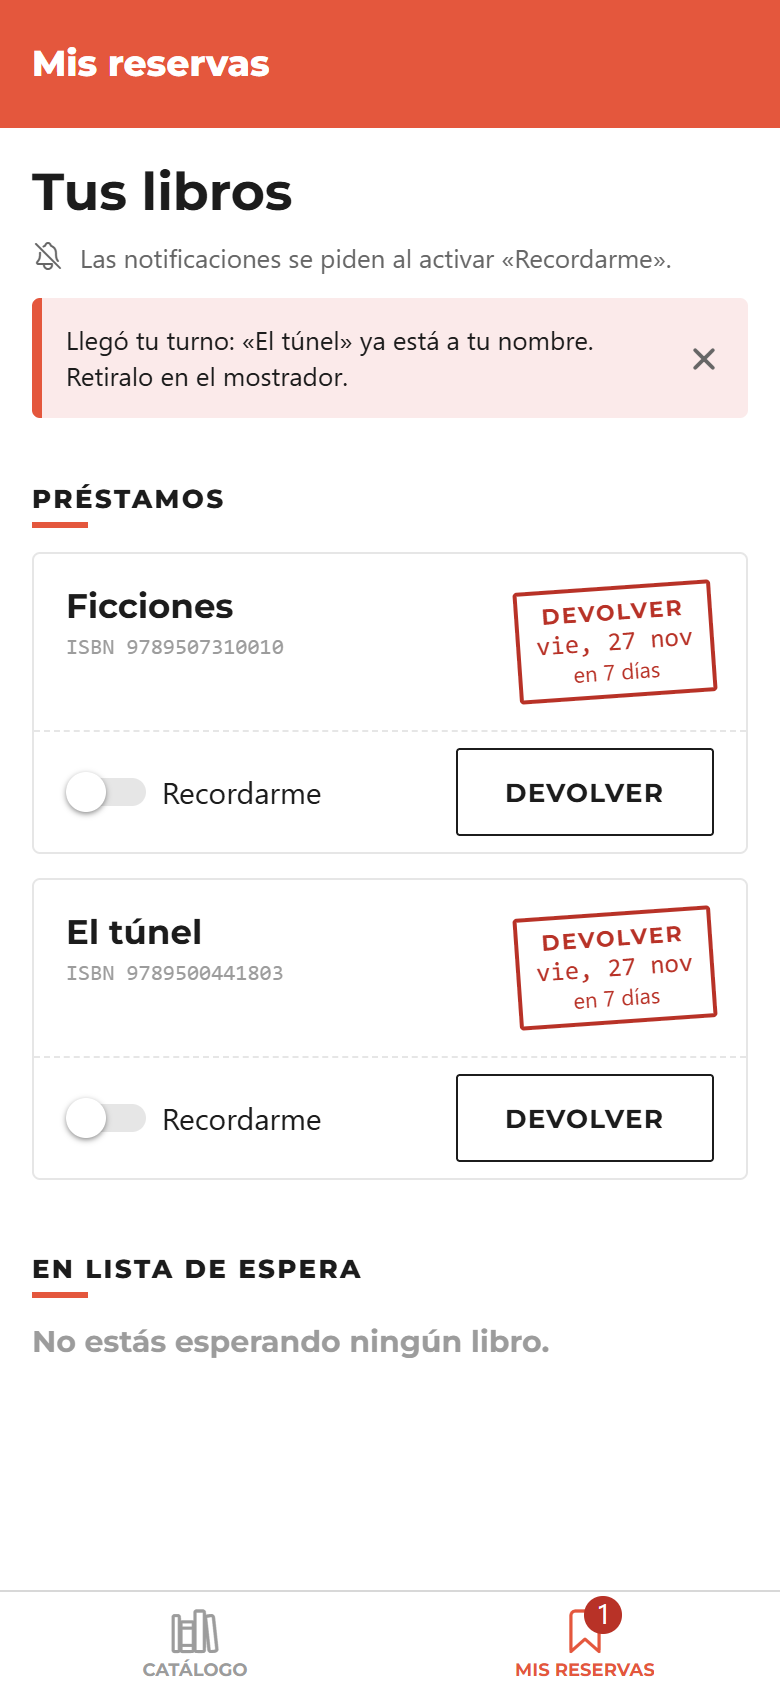 Mis reservas
Tus libros
Las notificaciones se piden al activar «Recordarme».
Llegó tu turno: «El túnel» ya está a tu nombre.
Retiralo en el mostrador.
PRÉSTAMOS
Ficciones
ISBN 9789507310010
DEVOLVER
vie, 27 nov
en 7 días
Recordarme
DEVOLVER
El túnel
ISBN 9789500441803
DEVOLVER
vie, 27 nov
en 7 días
Recordarme
DEVOLVER
EN LISTA DE ESPERA
No estás esperando ningún libro.
CATÁLOGO
1
MIS RESERVAS